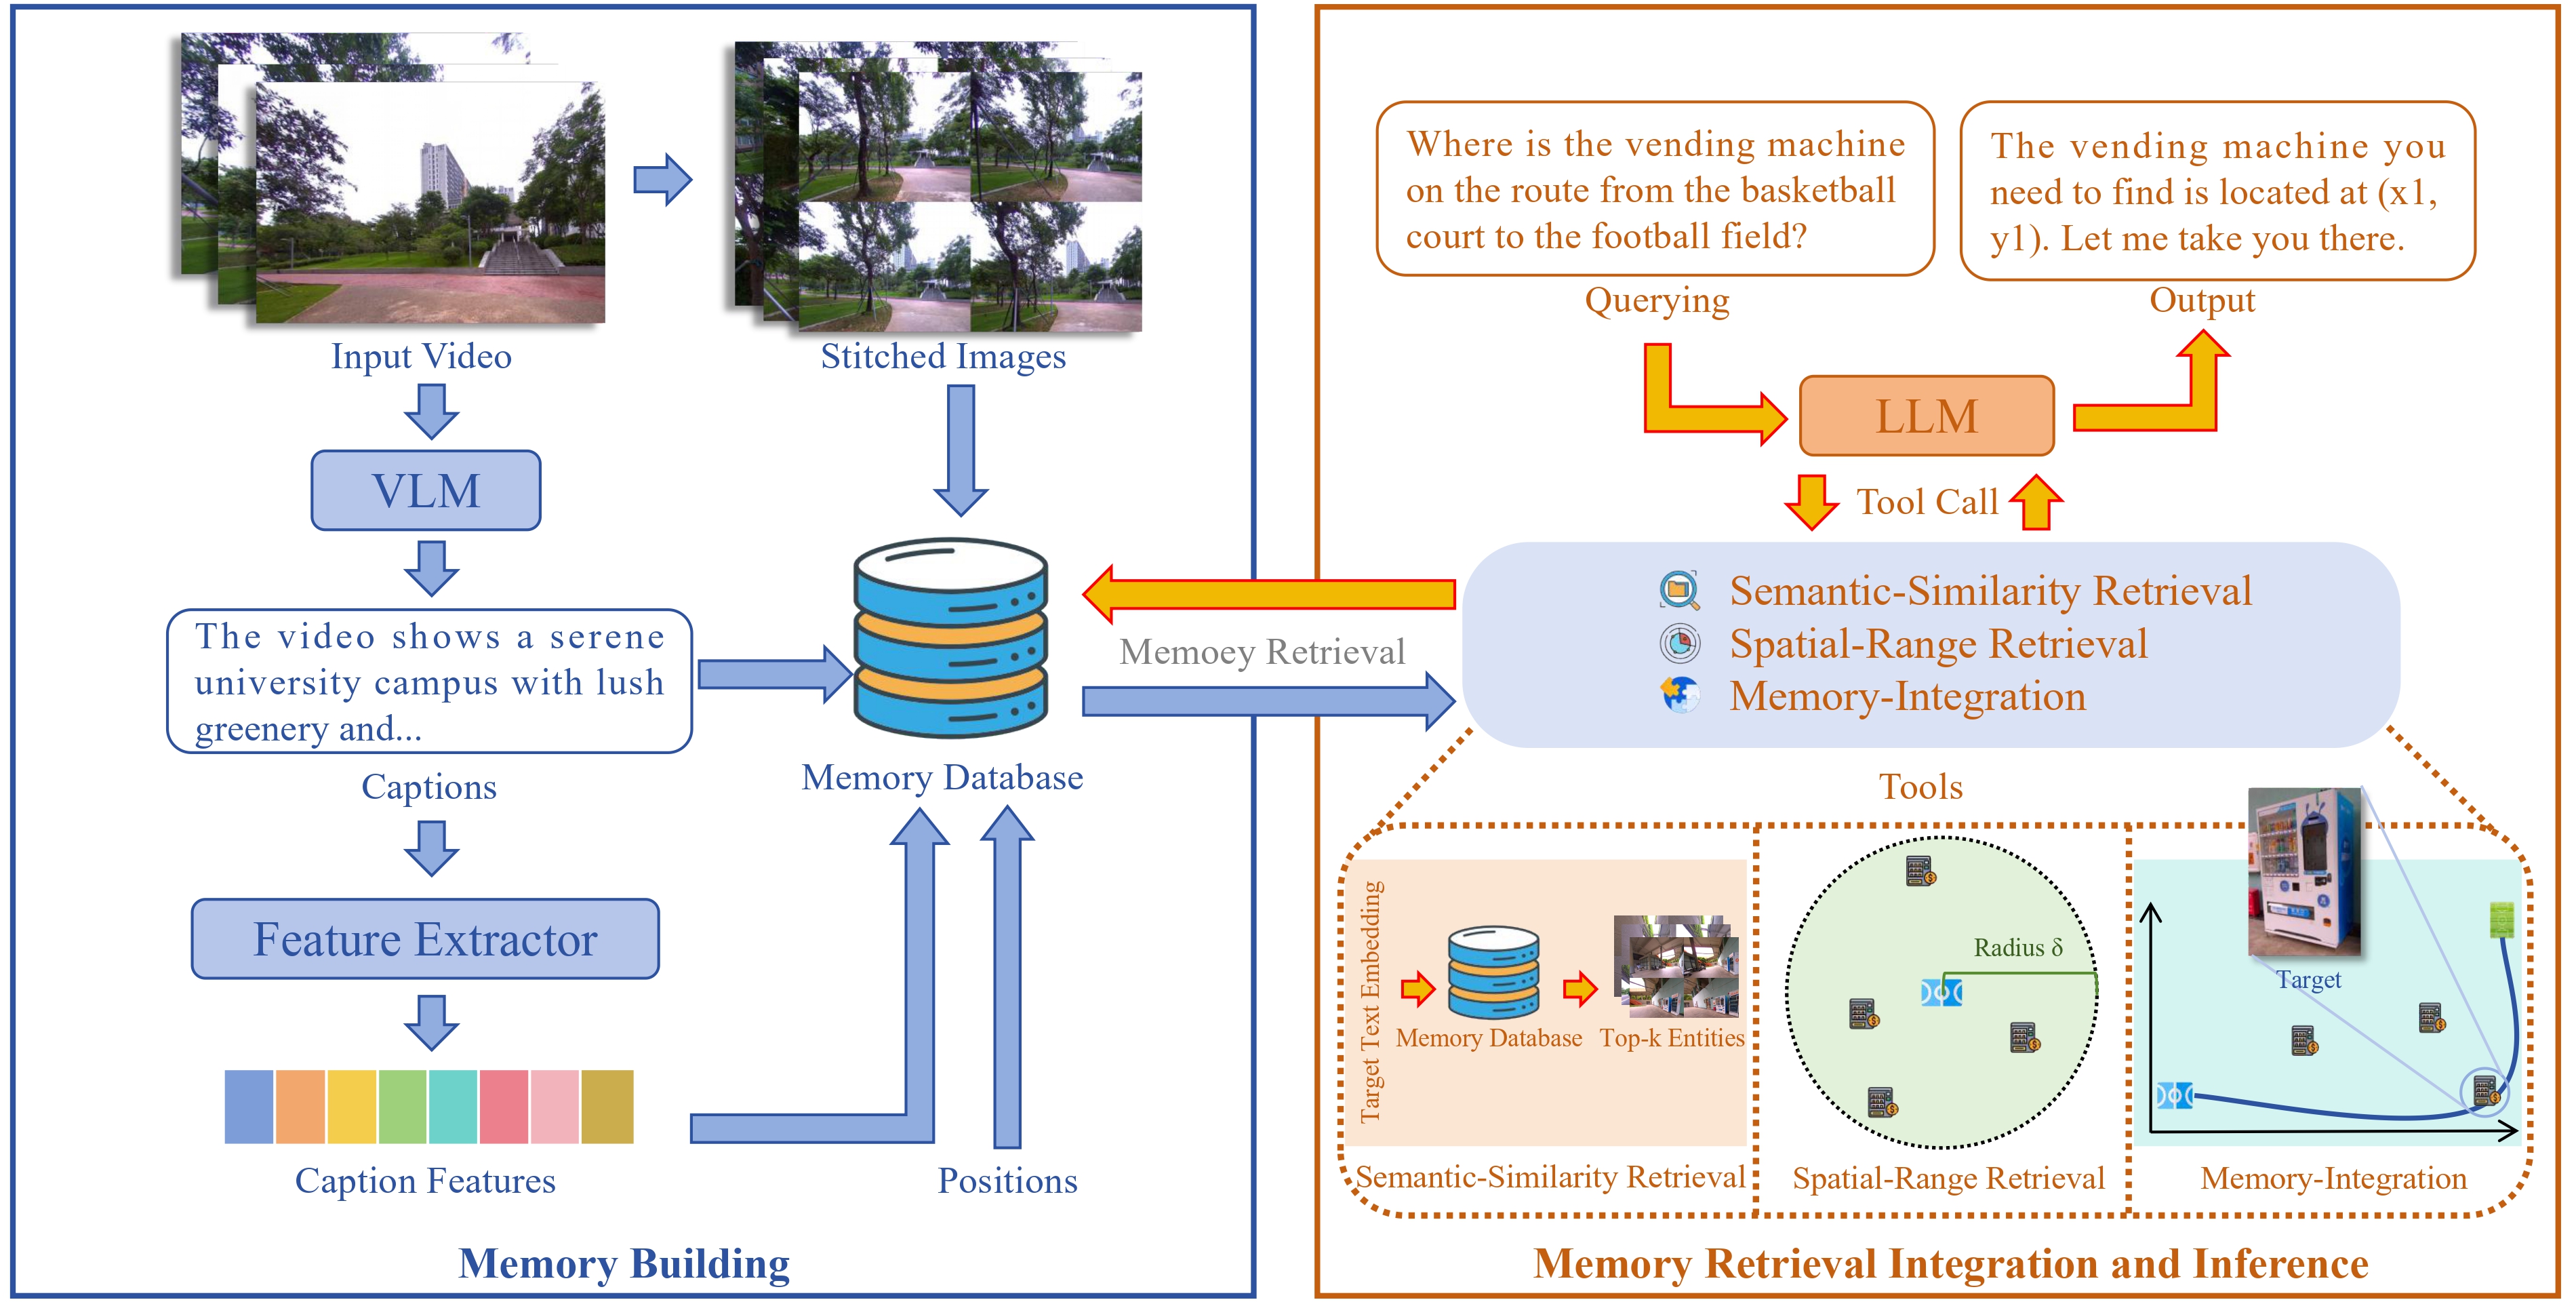 Input Video
Stitched Images
VLM
The video shows a serene
university campus with lush
greenery and...
Captions
Feature Extractor
Caption Features
Memory Database
Positions
Memory Building
Where is the vending machine
on the route from the basketball
court to the football field?
Querying
The vending machine you
need to find is located at (x1,
y1). Let me take you there.
Output
LLM
Tool Call
Memoey Retrieval
Semantic-Similarity Retrieval
Spatial-Range Retrieval
Memory-Integration
Tools
Target Text Embedding
Memory Database
Top-k Entities
Semantic-Similarity Retrieval
Radius δ
Spatial-Range Retrieval
Target
Memory-Integration
Memory Retrieval Integration and Inference